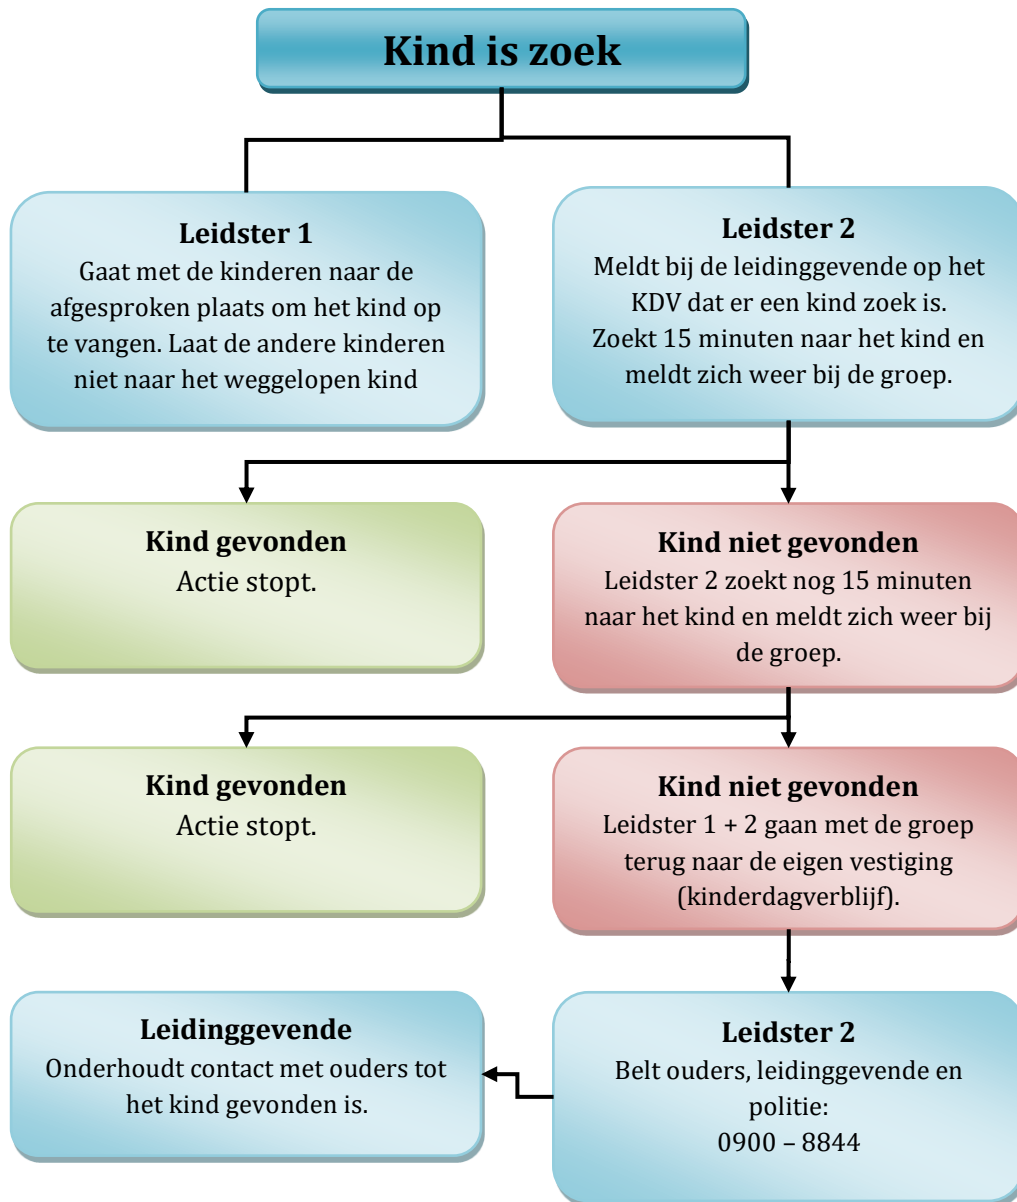 Kind is zoek
Leidster 1
Gaat met de kinderen naar de
afgesproken plaats om het kind op
te vangen. Laat de andere kinderen
niet naar het weggelopen kind
Leidster 2
Meldt bij de leidinggevende op het
KDV dat er een kind zoek is.
Zoekt 15 minuten naar het kind en
meldt zich weer bij de groep.
Kind gevonden
Actie stopt.
Kind niet gevonden
Leidster 2 zoekt nog 15 minuten
naar het kind en meldt zich weer bij
de groep.
Kind gevonden
Actie stopt.
Kind niet gevonden
Leidster 1 + 2 gaan met de groep
terug naar de eigen vestiging
(kinderdagverblijf).
Leidinggevende
Onderhoudt contact met ouders tot
het kind gevonden is.
Leidster 2
Belt ouders, leidinggevende en
politie:
0900 – 8844